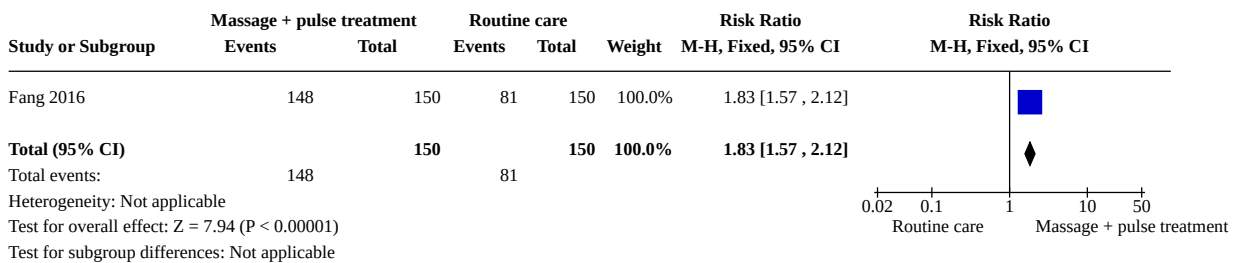 Massage + pulse treatment Routine care Risk Ratio Risk Ratio
Study or Subgroup Events Total Events Total Weight M-H, Fixed, 95% CI M-H, Fixed, 95% CI
Fang 2016 148 150 81 150 100.0% 1.83 [1.57 , 2.12]
Total (95% CI) 150 150 100.0% 1.83 [1.57 , 2.12]
Total events: 148 81
Heterogeneity: Not applicable
0.02 0.1 1 10 50
Test for overall effect: Z = 7.94 (P < 0.00001) Routine care Massage + pulse treatment
Test for subgroup differences: Not applicable